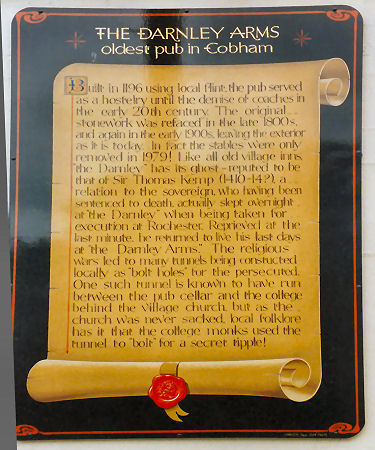 THE DARNLEY ARMS
oldest pub in Cobham
Built in 1196 using local flint, the pub served
as a hostelry until the demise of coaches in
the early 20th century. The original
stonework was refaced in the late 1800s,
and again in the early 1900s, leaving the exterior
as it is today. In fact the stables were only
removed in 1979! Like all old village inns,
"the Darnley" has its ghost - reputed to be
that of Sir Thomas Kemp (1410-14??), a
relation to the sovereign, who having been
sentenced to death, actually slept overnight
at "the Darnley" when being taken for
execution at Rochester. Reprieved at the
last minute, he returned to live his last days
at "the Darnley Arms". The religious
wars led to many tunnels being constructed
locally as "bolt holes" for the persecuted.
One such tunnel is known to have run
between the pub cellar and the college
behind the village church, but as the
church was never sacked, local folklore
has it that the college monks used the
tunnel to "bolt" for a secret tipple!